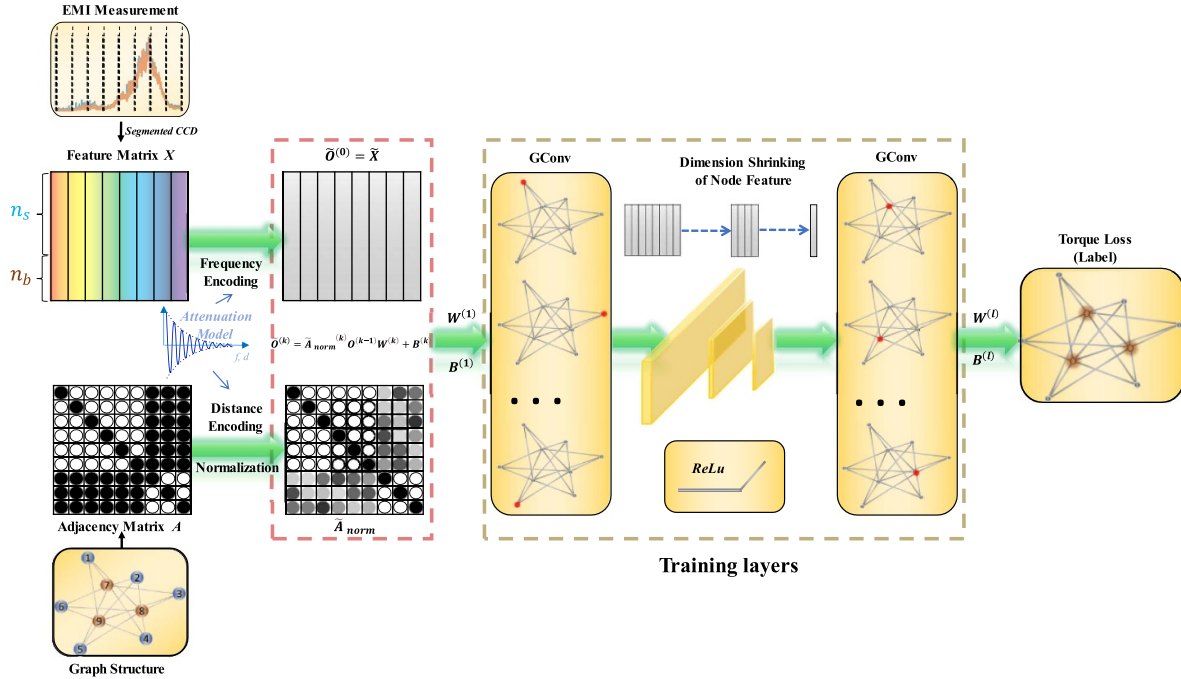 EMI Measurement
Segmented CCD
Feature Matrix X
n_s
n_b
Frequency
Encoding
Attenuation
Model
f, d
Distance
Encoding
Normalization
Adjacency Matrix A
1
2
3
4
5
6
7
8
9
Graph Structure
Õ^(0) = X̃
Õ^(k) = Ã_norm^(k) O^(k−1) W^(k) + B^(k
Ã_norm
W^(1)
B^(1)
GConv
. . .
Dimension Shrinking
of Node Feature
ReLu
GConv
. . .
Training layers
W^(l)
B^(l)
Torque Loss
(Label)